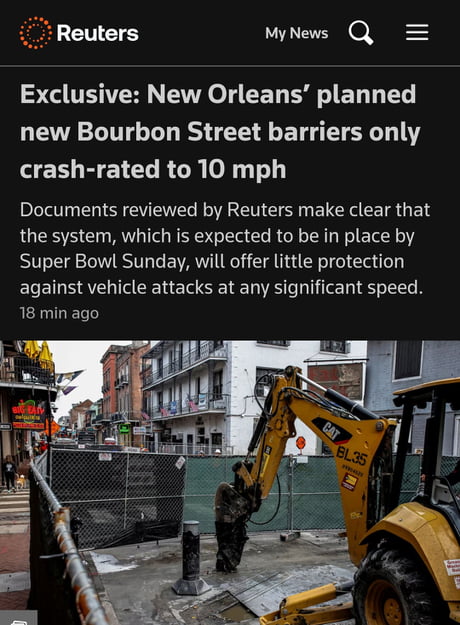 Reuters
My News
Exclusive: New Orleans’ planned
new Bourbon Street barriers only
crash-rated to 10 mph
Documents reviewed by Reuters make clear that
the system, which is expected to be in place by
Super Bowl Sunday, will offer little protection
against vehicle attacks at any significant speed.
18 min ago
BIG EASY
CAT
BL35